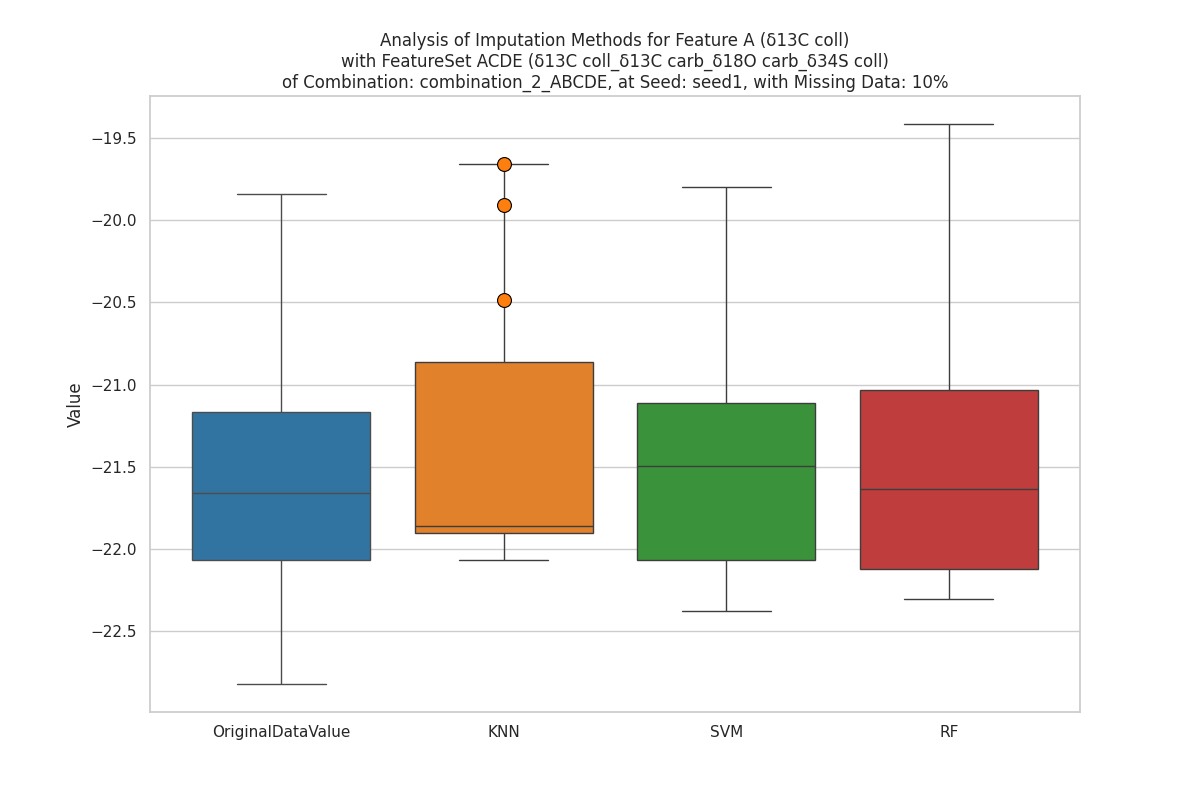 Analysis of Imputation Methods for Feature A (δ13C coll)
with FeatureSet ACDE (δ13C coll_δ13C carb_δ18O carb_δ34S coll)
of Combination: combination_2_ABCDE, at Seed: seed1, with Missing Data: 10%
Value
−19.5
−20.0
−20.5
−21.0
−21.5
−22.0
−22.5
OriginalDataValue
KNN
SVM
RF